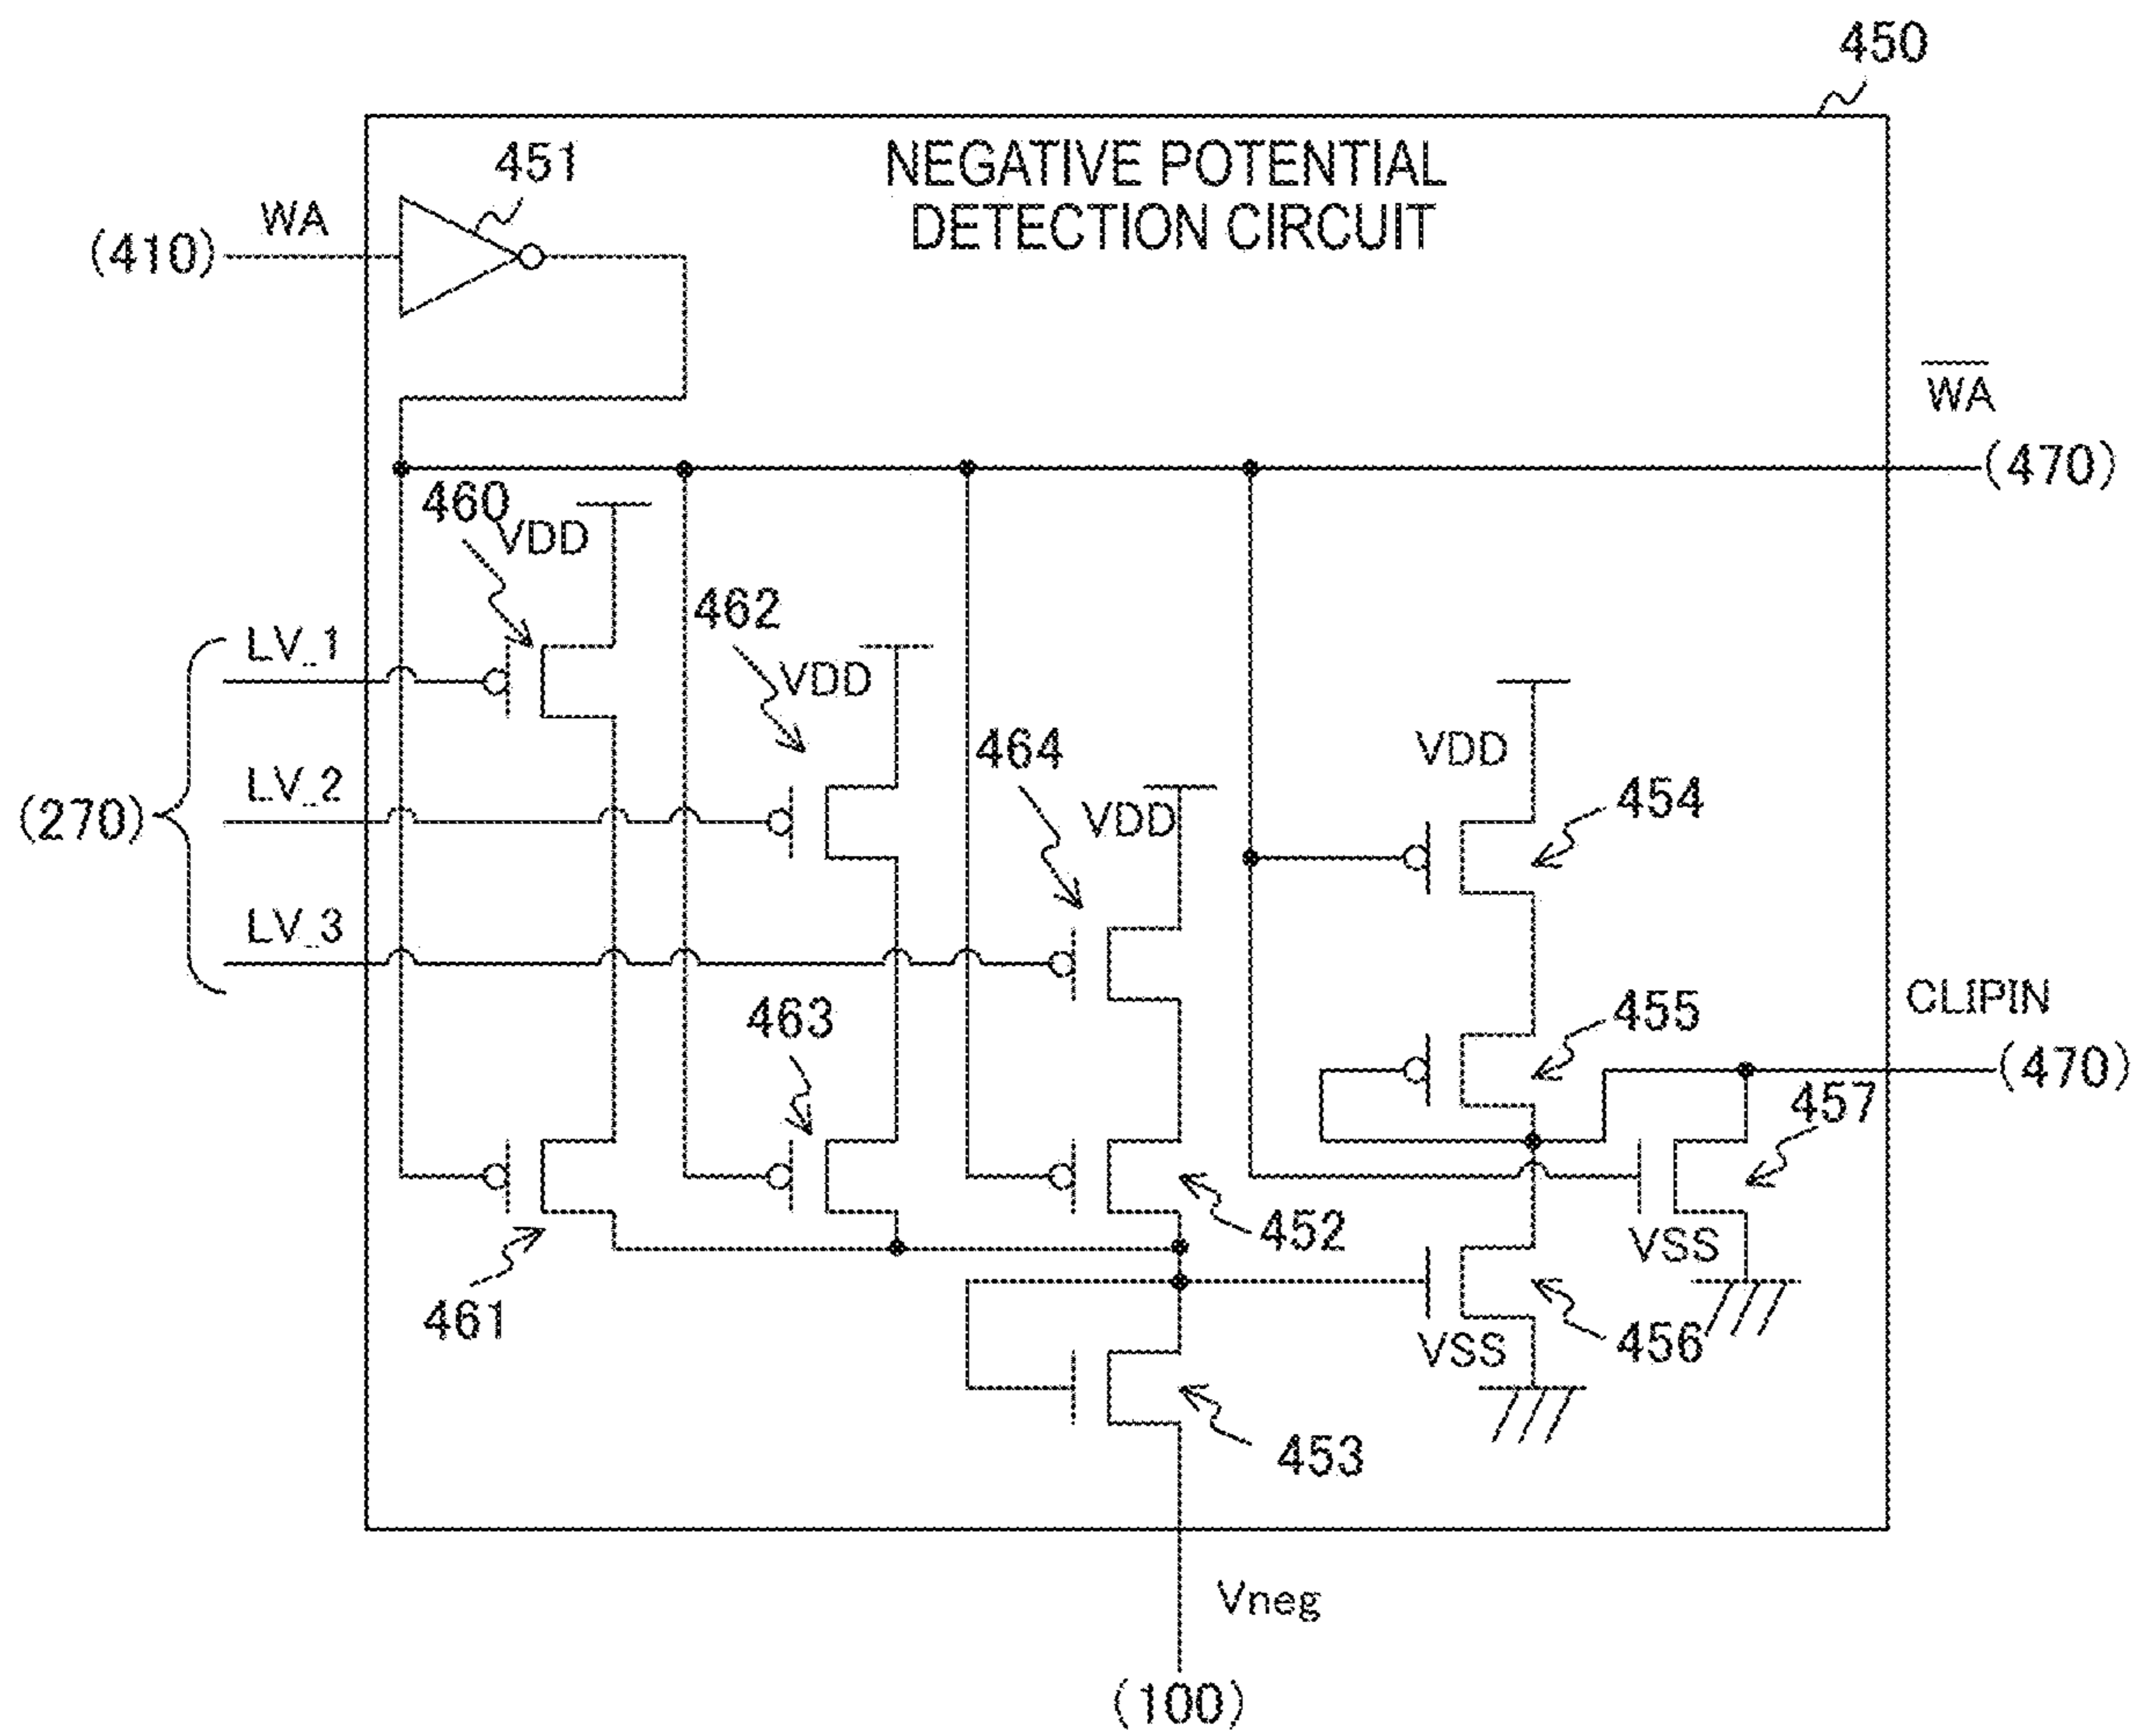 450
NEGATIVE POTENTIAL
DETECTION CIRCUIT
451
WA
(410)
WA
(470)
460
VDD
462
VDD
LV_1
LV_2
LV_3
(270)
464
VDD
VDD
454
463
455
CLIPIN
(470)
457
452
VSS
461
456
VSS
453
Vneg
(100)